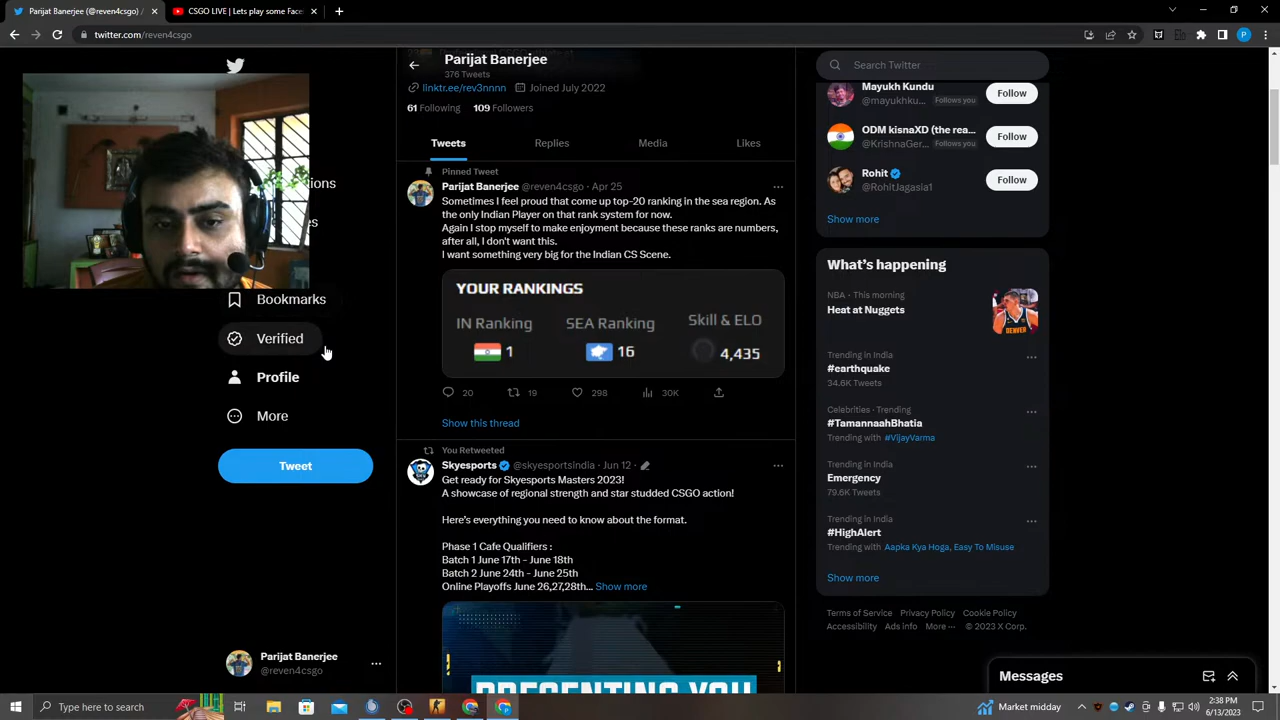 Parijat Banerjee (@reven4csgo) /
CSGO LIVE | Lets play some Face
twitter.com/reven4csgo
P
Bookmarks
Verified
Profile
More
Tweet
Parijat Banerjee
@reven4csgo
Parijat Banerjee
376 Tweets
linktr.ee/rev3nnnn Joined July 2022
61 Following 109 Followers
Tweets Replies Media Likes
Pinned Tweet
Parijat Banerjee @reven4csgo · Apr 25
Sometimes I feel proud that come up top-20 ranking in the sea region. As
the only Indian Player on that rank system for now.
Again I stop myself to make enjoyment because these ranks are numbers,
after all, I don't want this.
I want something very big for the Indian CS Scene.
YOUR RANKINGS
IN Ranking SEA Ranking Skill & ELO
1 16 4,435
20 19 298 30K
Show this thread
You Retweeted
Skyesports @skyesportsindia · Jun 12
Get ready for Skyesports Masters 2023!
A showcase of regional strength and star studded CSGO action!
Here's everything you need to know about the format.
Phase 1 Cafe Qualifiers :
Batch 1 June 17th - June 18th
Batch 2 June 24th - June 25th
Online Playoffs June 26,27,28th... Show more
PRESENTING YOU
Search Twitter
Mayukh Kundu
@mayukhku... Follows you
Follow
ODM kisnaXD (the rea...
@KrishnaGer... Follows you
Follow
Rohit
@RohitJagasia1
Follow
Show more
What's happening
NBA · This morning
Heat at Nuggets
Trending in India
#earthquake
34.6K Tweets
Celebrities · Trending
#TamannaahBhatia
Trending with #VijayVarma
Trending in India
Emergency
79.6K Tweets
Trending in India
#HighAlert
Trending with Aapka Kya Hoga, Easy To Misuse
Show more
Terms of Service Privacy Policy Cookie Policy
Accessibility Ads info More ··· © 2023 X Corp.
Messages
Type here to search
Market midday
2:38 PM
6/13/2023